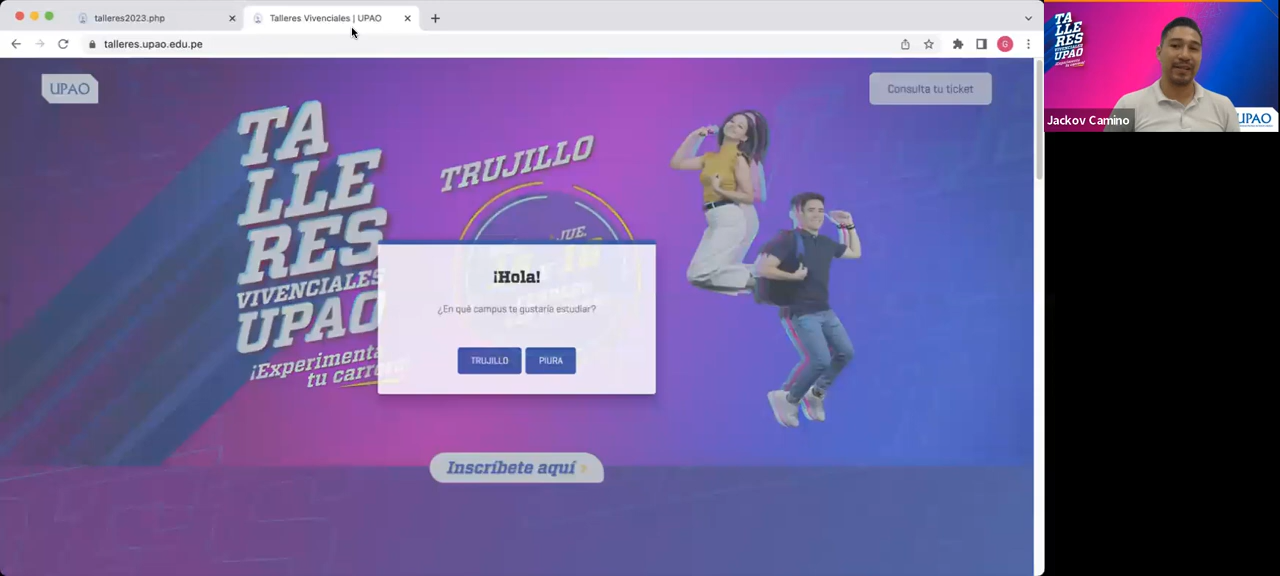 talleres2023.php
Talleres Vivenciales | UPAO
talleres.upao.edu.pe
G
UPAO
Consulta tu ticket
TA
LLE
RES
VIVENCIALES
UPAO
¡Experimenta
tu carrera
TRUJILLO
JUE.
¡Hola!
¿En qué campus te gustaría estudiar?
TRUJILLO
PIURA
Inscríbete aquí
TA
LLE
RES
VIVENCIALES
UPAO
¡Experimenta
Jackov Camino
UPAO